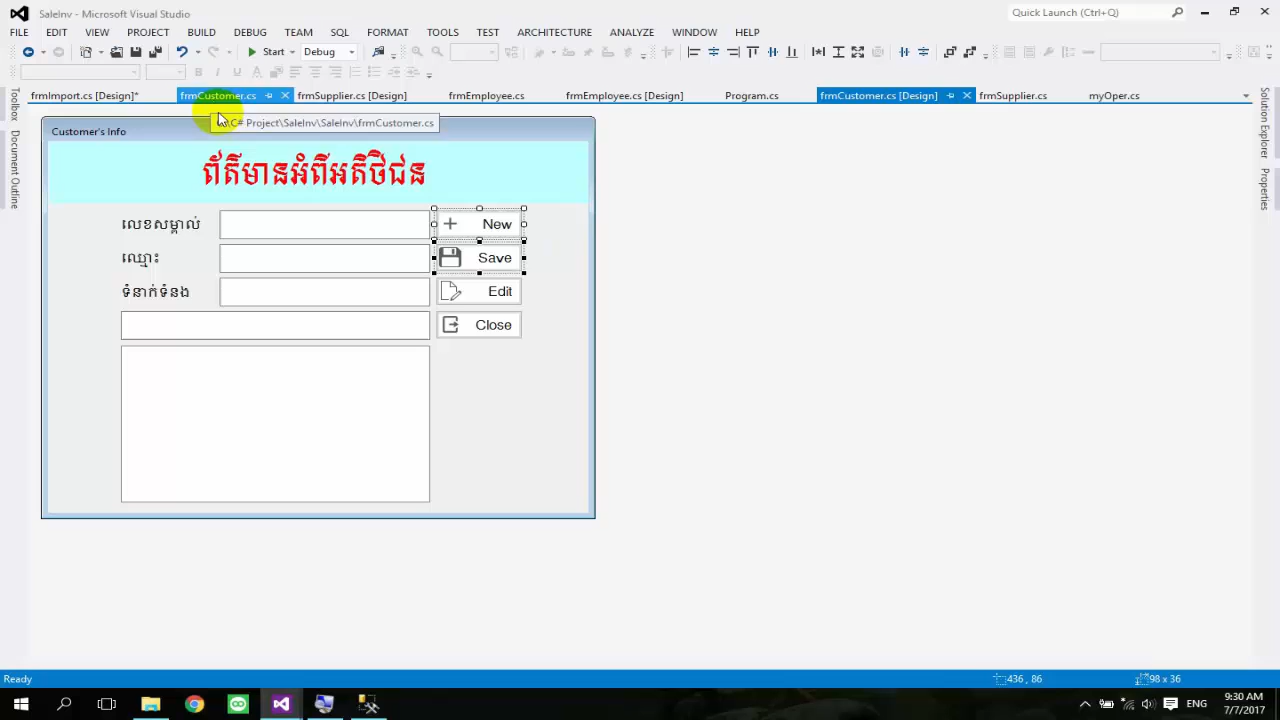 SaleInv - Microsoft Visual Studio
Quick Launch (Ctrl+Q)
FILE EDIT VIEW PROJECT BUILD DEBUG TEAM SQL FORMAT TOOLS TEST ARCHITECTURE ANALYZE WINDOW HELP
Start Debug
frmImport.cs [Design]* frmCustomer.cs frmSupplier.cs [Design] frmEmployee.cs frmEmployee.cs [Design] Program.cs frmCustomer.cs [Design] frmSupplier.cs myOper.cs
C# Project\SaleInv\SaleInv\frmCustomer.cs
Toolbox
Document Outline
Solution Explorer
Properties
Customer's Info
ព័ត៌មានអំពីអតិថិជន
លេខសម្គាល់
New
ឈ្មោះ
Save
ទំនាក់ទំនង
Edit
Close
Ready
436 , 86
98 x 36
ENG
9:30 AM
7/7/2017